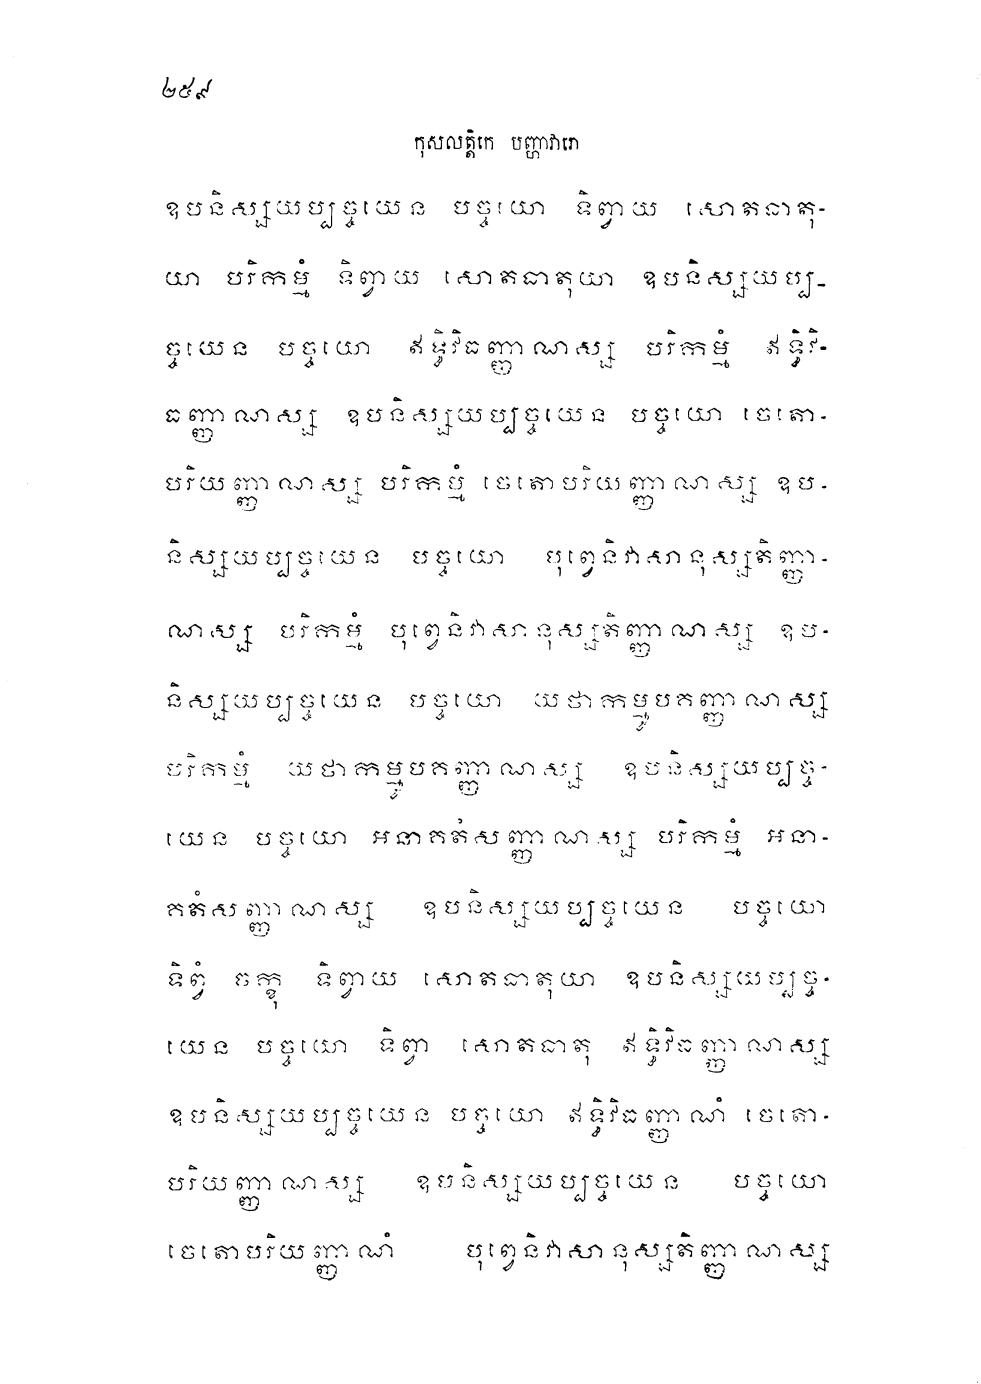 ២៥៩
កុសលត្តិកេ បញ្ហាវារោ
ឧបនិស្សយប្បច្ចយេន បច្ចយោ ទិព្វាយ សោតធាតុ-
យា បរិកម្មំ ទិព្វាយ សោតធាតុយា ឧបនិស្សយប្ប-
ច្ចយេន បច្ចយោ ឥទ្ធិវិធញ្ញាណស្ស បរិកម្មំ ឥទ្ធិវិ-
ធញ្ញាណស្ស ឧបនិស្សយប្បច្ចយេន បច្ចយោ ចេតោ-
បរិយញ្ញាណស្ស បរិកម្មំ ចេតោបរិយញ្ញាណស្ស ឧប-
និស្សយប្បច្ចយេន បច្ចយោ បុព្វេនិវាសានុស្សតិញ្ញា-
ណស្ស បរិកម្មំ បុព្វេនិវាសានុស្សតិញ្ញាណស្ស ឧប-
និស្សយប្បច្ចយេន បច្ចយោ យថាកម្មូបគញ្ញាណស្ស
បរិកម្មំ យថាកម្មូបគញ្ញាណស្ស ឧបនិស្សយប្បច្ច-
យេន បច្ចយោ អនាគតំសញ្ញាណស្ស បរិកម្មំ អនា-
គតំសញ្ញាណស្ស ឧបនិស្សយប្បច្ចយេន បច្ចយោ
ទិព្វំ ចក្ខុ ទិព្វាយ សោតធាតុយា ឧបនិស្សយប្បច្ច-
យេន បច្ចយោ ទិព្វា សោតធាតុ ឥទ្ធិវិធញ្ញាណស្ស
ឧបនិស្សយប្បច្ចយេន បច្ចយោ ឥទ្ធិវិធញ្ញាណំ ចេតោ-
បរិយញ្ញាណស្ស ឧបនិស្សយប្បច្ចយេន បច្ចយោ
ចេតោបរិយញ្ញាណំ បុព្វេនិវាសានុស្សតិញ្ញាណស្ស